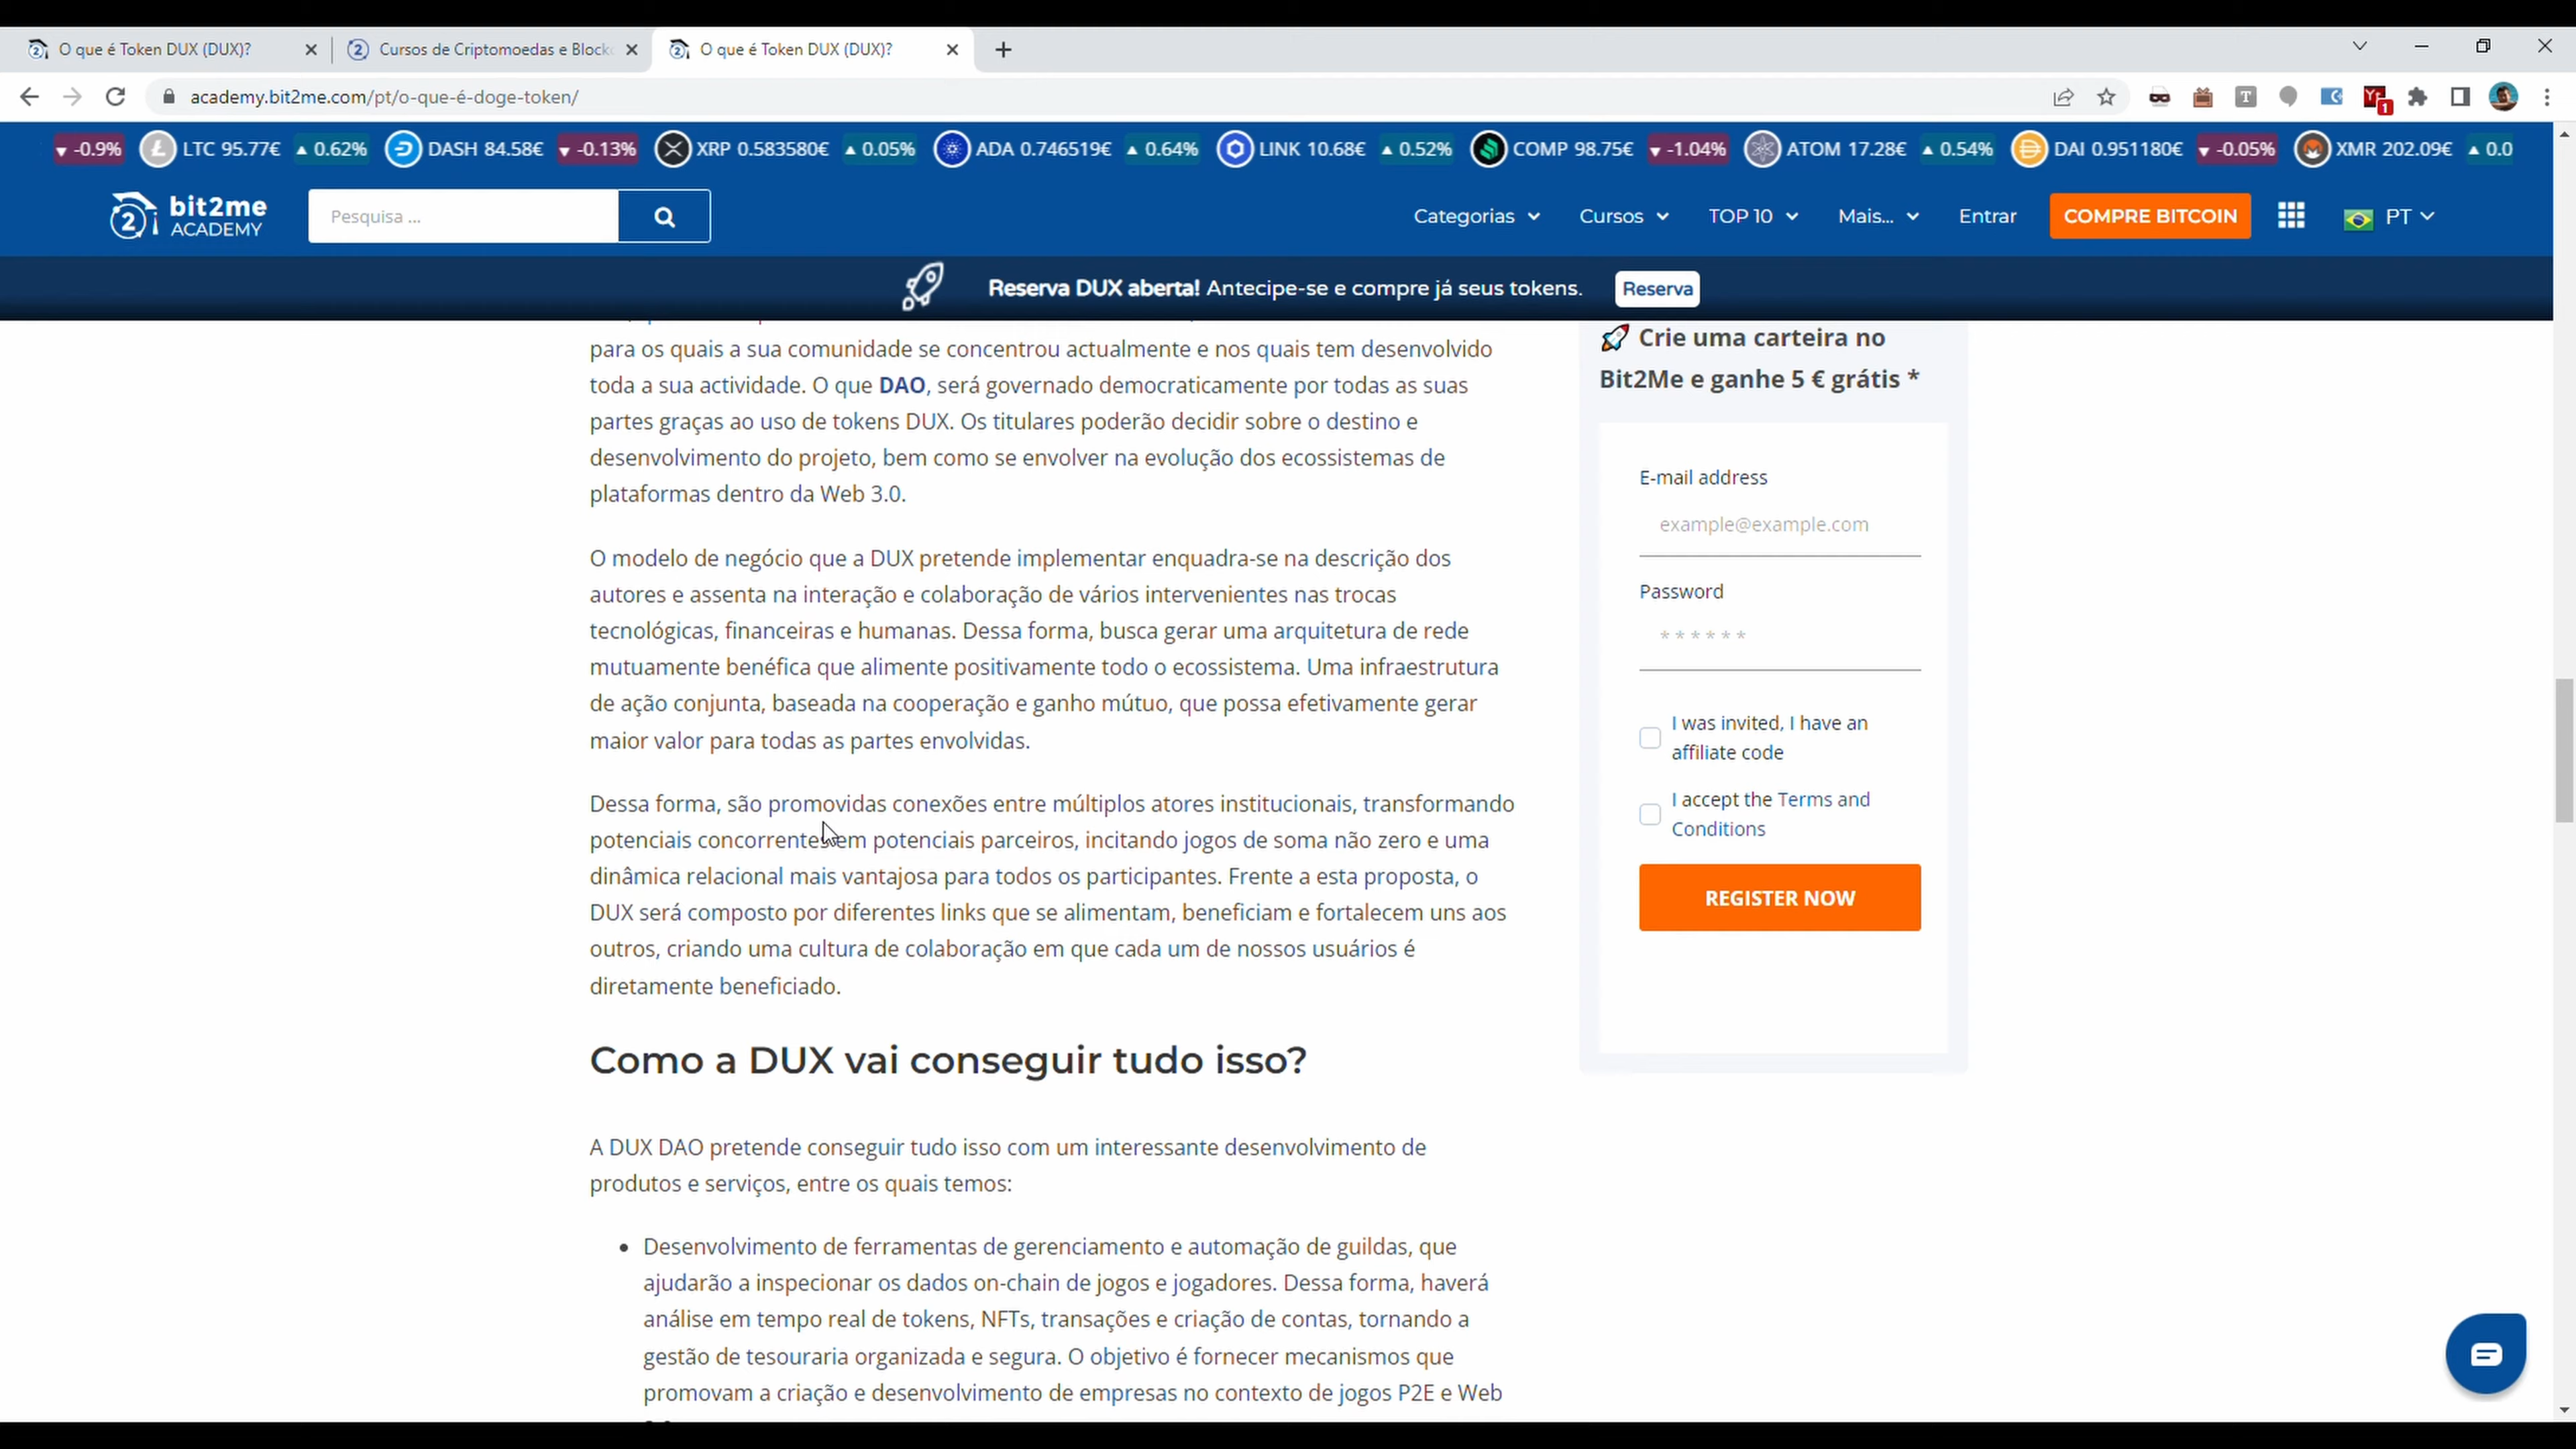 O que é Token DUX (DUX)?
Cursos de Criptomoedas e Block
O que é Token DUX (DUX)?
academy.bit2me.com/pt/o-que-é-doge-token/
-0.9% LTC 95.77€ 0.62% DASH 84.58€ -0.13% XRP 0.583580€ 0.05% ADA 0.746519€ 0.64% LINK 10.68€ 0.52% COMP 98.75€ -1.04% ATOM 17.28€ 0.54% DAI 0.951180€ -0.05% XMR 202.09€ 0.0
bit2me
ACADEMY
Pesquisa ...
Categorias Cursos TOP 10 Mais... Entrar COMPRE BITCOIN PT
Reserva DUX aberta! Antecipe-se e compre já seus tokens. Reserva
para os quais a sua comunidade se concentrou actualmente e nos quais tem desenvolvido
toda a sua actividade. O que DAO, será governado democraticamente por todas as suas
partes graças ao uso de tokens DUX. Os titulares poderão decidir sobre o destino e
desenvolvimento do projeto, bem como se envolver na evolução dos ecossistemas de
plataformas dentro da Web 3.0.
O modelo de negócio que a DUX pretende implementar enquadra-se na descrição dos
autores e assenta na interação e colaboração de vários intervenientes nas trocas
tecnológicas, financeiras e humanas. Dessa forma, busca gerar uma arquitetura de rede
mutuamente benéfica que alimente positivamente todo o ecossistema. Uma infraestrutura
de ação conjunta, baseada na cooperação e ganho mútuo, que possa efetivamente gerar
maior valor para todas as partes envolvidas.
Dessa forma, são promovidas conexões entre múltiplos atores institucionais, transformando
potenciais concorrentes em potenciais parceiros, incitando jogos de soma não zero e uma
dinâmica relacional mais vantajosa para todos os participantes. Frente a esta proposta, o
DUX será composto por diferentes links que se alimentam, beneficiam e fortalecem uns aos
outros, criando uma cultura de colaboração em que cada um de nossos usuários é
diretamente beneficiado.
Como a DUX vai conseguir tudo isso?
A DUX DAO pretende conseguir tudo isso com um interessante desenvolvimento de
produtos e serviços, entre os quais temos:
Desenvolvimento de ferramentas de gerenciamento e automação de guildas, que
ajudarão a inspecionar os dados on-chain de jogos e jogadores. Dessa forma, haverá
análise em tempo real de tokens, NFTs, transações e criação de contas, tornando a
gestão de tesouraria organizada e segura. O objetivo é fornecer mecanismos que
promovam a criação e desenvolvimento de empresas no contexto de jogos P2E e Web
Crie uma carteira no
Bit2Me e ganhe 5 € grátis *
E-mail address
example@example.com
Password
* * * * * *
I was invited, I have an
affiliate code
I accept the Terms and
Conditions
REGISTER NOW